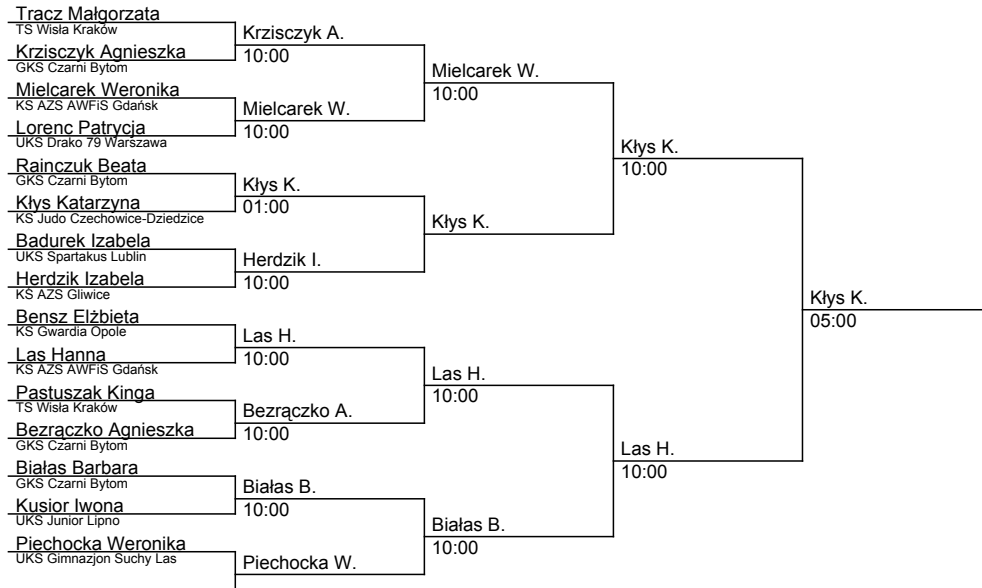 Tracz Małgorzata
TS Wisła Kraków
Krzisczyk Agnieszka
GKS Czarni Bytom
Mielcarek Weronika
KS AZS AWFiS Gdańsk
Lorenc Patrycja
UKS Drako 79 Warszawa
Rainczuk Beata
GKS Czarni Bytom
Kłys Katarzyna
KS Judo Czechowice-Dziedzice
Badurek Izabela
UKS Spartakus Lublin
Herdzik Izabela
KŚ AZS Gliwice
Bensz Elżbieta
KS Gwardia Opole
Las Hanna
KS AZS AWFiS Gdańsk
Pastuszak Kinga
TS Wisła Kraków
Bezrączko Agnieszka
GKS Czarni Bytom
Białas Barbara
GKS Czarni Bytom
Kusior Iwona
UKS Junior Lipno
Piechocka Weronika
UKS Gimnazjon Suchy Las
Krzisczyk A.
10:00
Mielcarek W.
10:00
Kłys K.
01:00
Herdzik I.
10:00
Las H.
10:00
Bezrączko A.
10:00
Białas B.
10:00
Piechocka W.
Mielcarek W.
10:00
Kłys K.
Las H.
10:00
Białas B.
10:00
Kłys K.
10:00
Las H.
10:00
Kłys K.
05:00